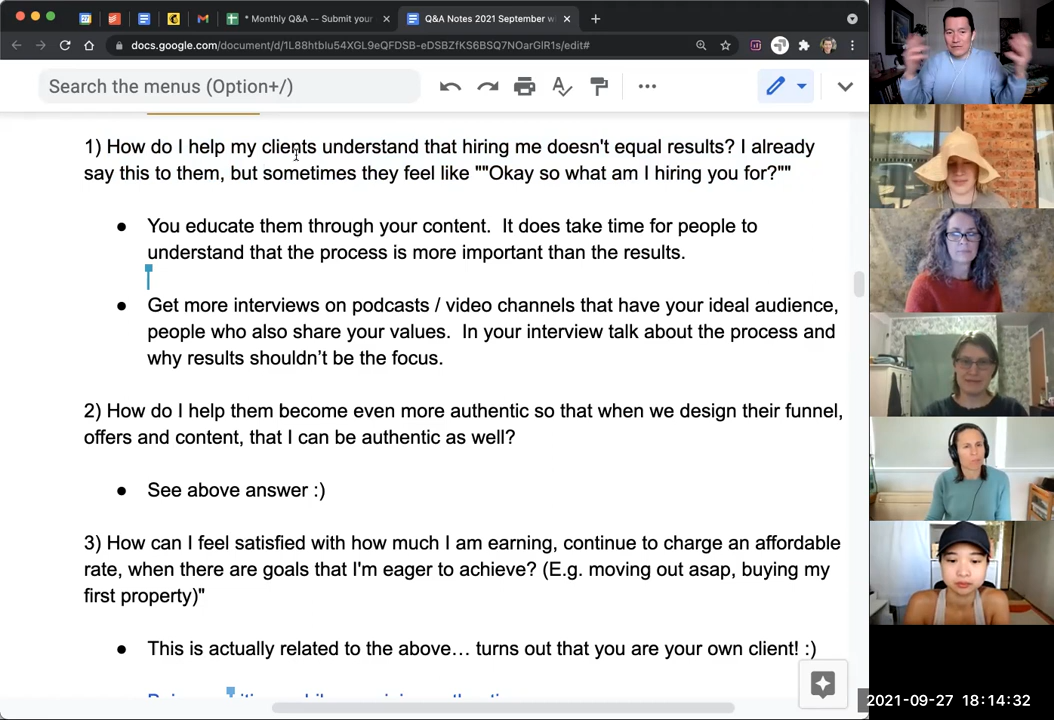 * Monthly Q&A -- Submit your
Q&A Notes 2021 September w
docs.google.com/document/d/1L88htblu54XGL9eQFDSB-eDSBZfKS6BSQ7NOarGlR1s/edit#
Search the menus (Option+/)
1) How do I help my clients understand that hiring me doesn't equal results? I already
say this to them, but sometimes they feel like ""Okay so what am I hiring you for?""
● You educate them through your content. It does take time for people to
understand that the process is more important than the results.
● Get more interviews on podcasts / video channels that have your ideal audience,
people who also share your values. In your interview talk about the process and
why results shouldn't be the focus.
2) How do I help them become even more authentic so that when we design their funnel,
offers and content, that I can be authentic as well?
● See above answer :)
3) How can I feel satisfied with how much I am earning, continue to charge an affordable
rate, when there are goals that I'm eager to achieve? (E.g. moving out asap, buying my
first property)"
● This is actually related to the above… turns out that you are your own client! :)
2021-09-27 18:14:32